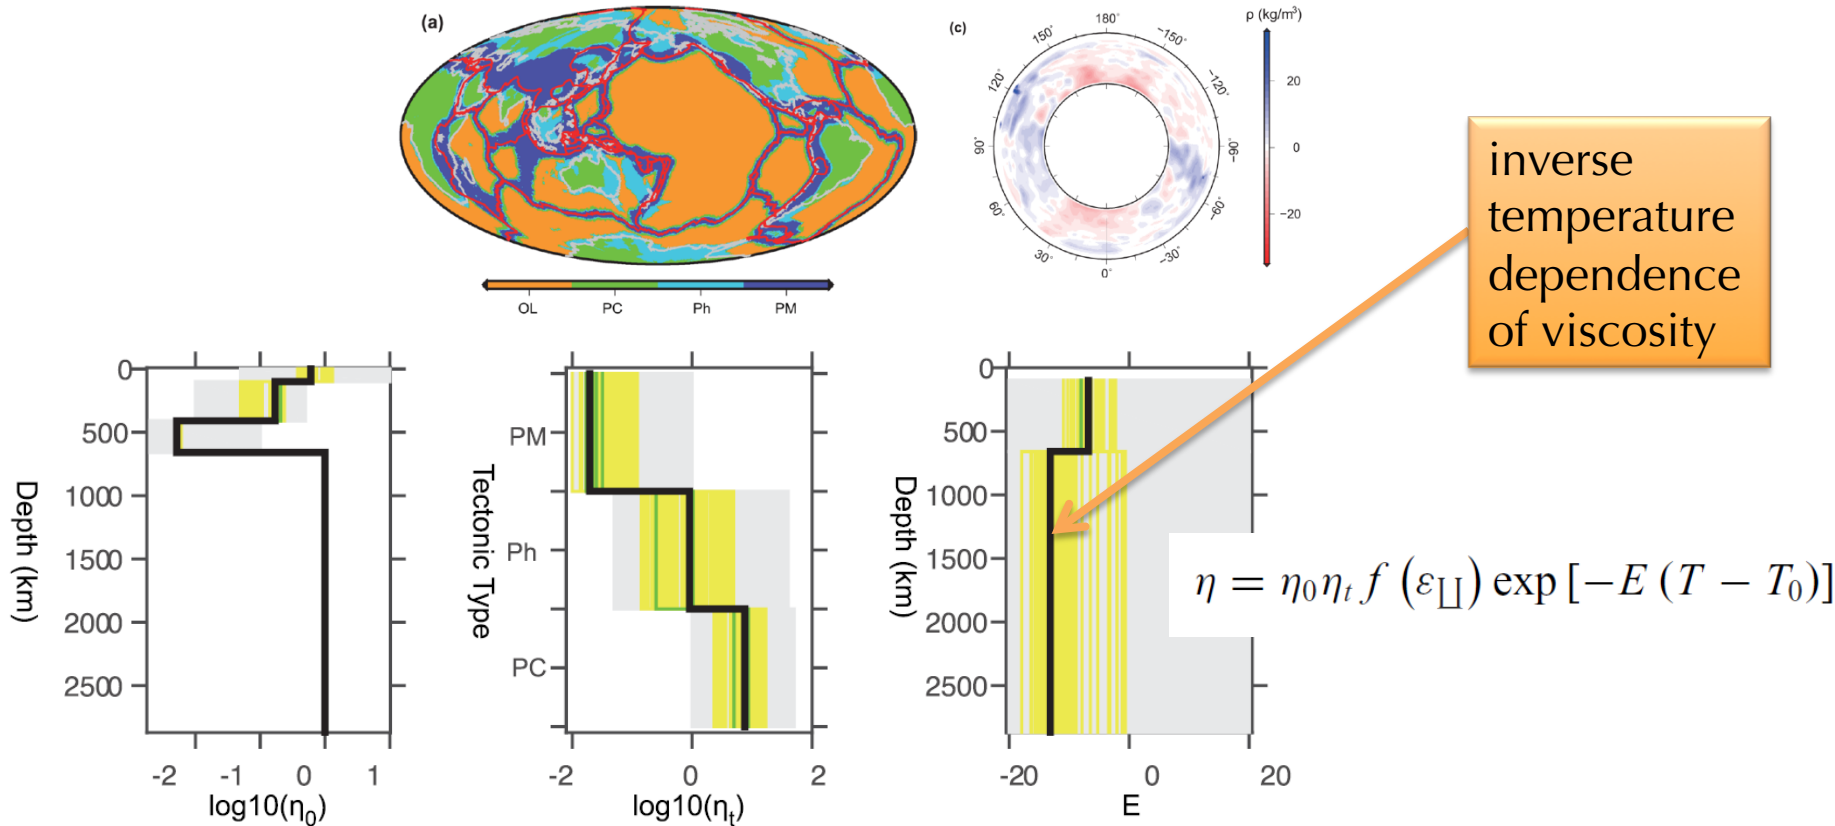 (a)
OL PC Ph PM
(c)
ρ (kg/m³)
180°
150°
-150°
120°
-120°
90°
-90°
60°
-60°
30°
-30°
0°
20
0
-20
inverse
temperature
dependence
of viscosity
0
500
1000
1500
2000
2500
Depth (km)
-2 -1 0 1
log10(η₀)
PM
Ph
PC
Tectonic Type
-2 0 2
log10(ηₜ)
0
500
1000
1500
2000
2500
Depth (km)
-20 0 20
E
η = η₀ηₜ f (ε∐) exp [−E (T − T₀)]